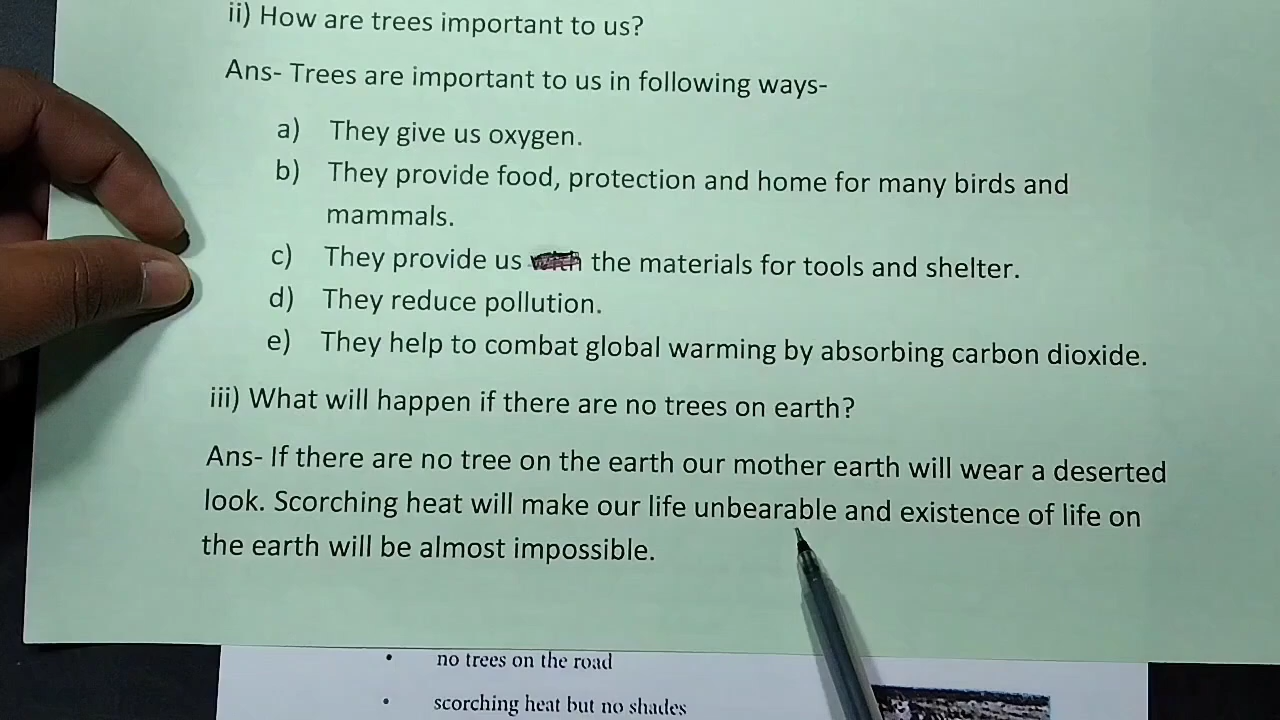 ii) How are trees important to us?
Ans- Trees are important to us in following ways-
a) They give us oxygen.
b) They provide food, protection and home for many birds and
mammals.
c) They provide us the materials for tools and shelter.
d) They reduce pollution.
e) They help to combat global warming by absorbing carbon dioxide.
iii) What will happen if there are no trees on earth?
Ans- If there are no tree on the earth our mother earth will wear a deserted
look. Scorching heat will make our life unbearable and existence of life on
the earth will be almost impossible.
• no trees on the road
• scorching heat but no shades